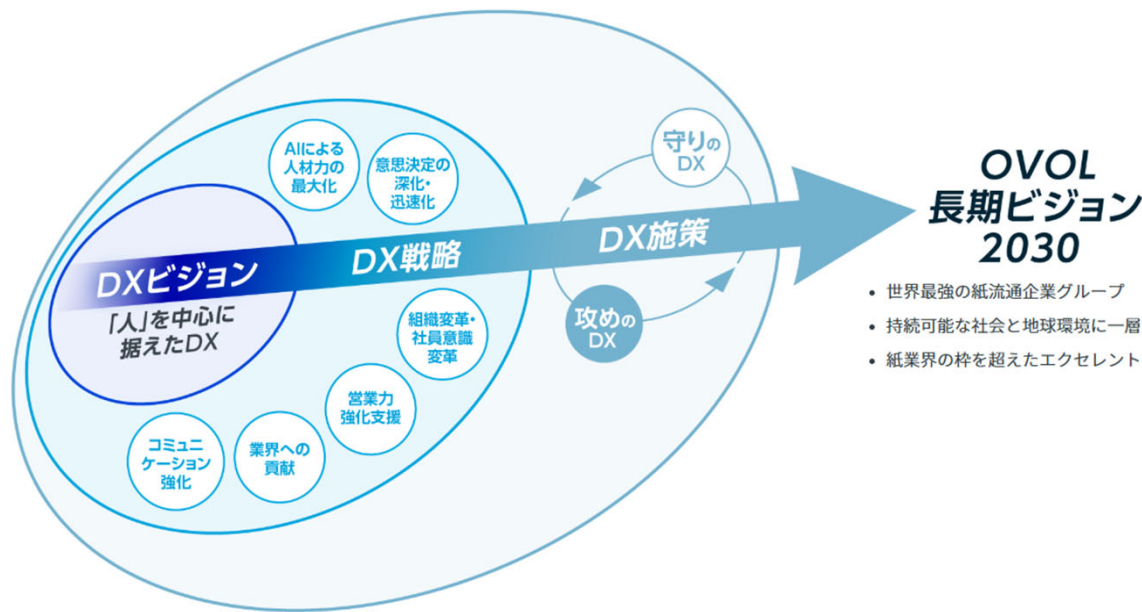 AIによる
人材力の
最大化
意思決定の
深化・
迅速化
守りの
DX
DXビジョン
「人」を中心に
据えたDX
DX戦略
DX施策
攻めの
DX
組織変革・
社員意識
変革
営業力
強化支援
業界への
貢献
コミュニ
ケーション
強化
OVOL
長期ビジョン
2030
• 世界最強の紙流通企業グループ
• 持続可能な社会と地球環境に一層
• 紙業界の枠を超えたエクセレント